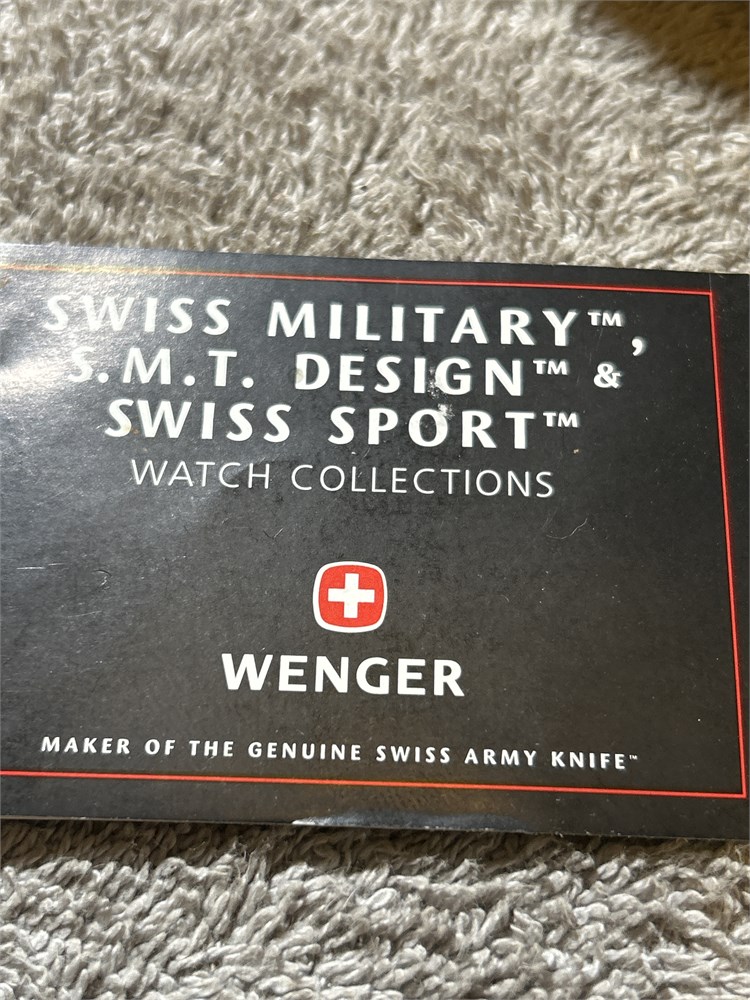 SWISS MILITARY™,
S.M.T. DESIGN™ &
SWISS SPORT™
WATCH COLLECTIONS
WENGER
MAKER OF THE GENUINE SWISS ARMY KNIFE™